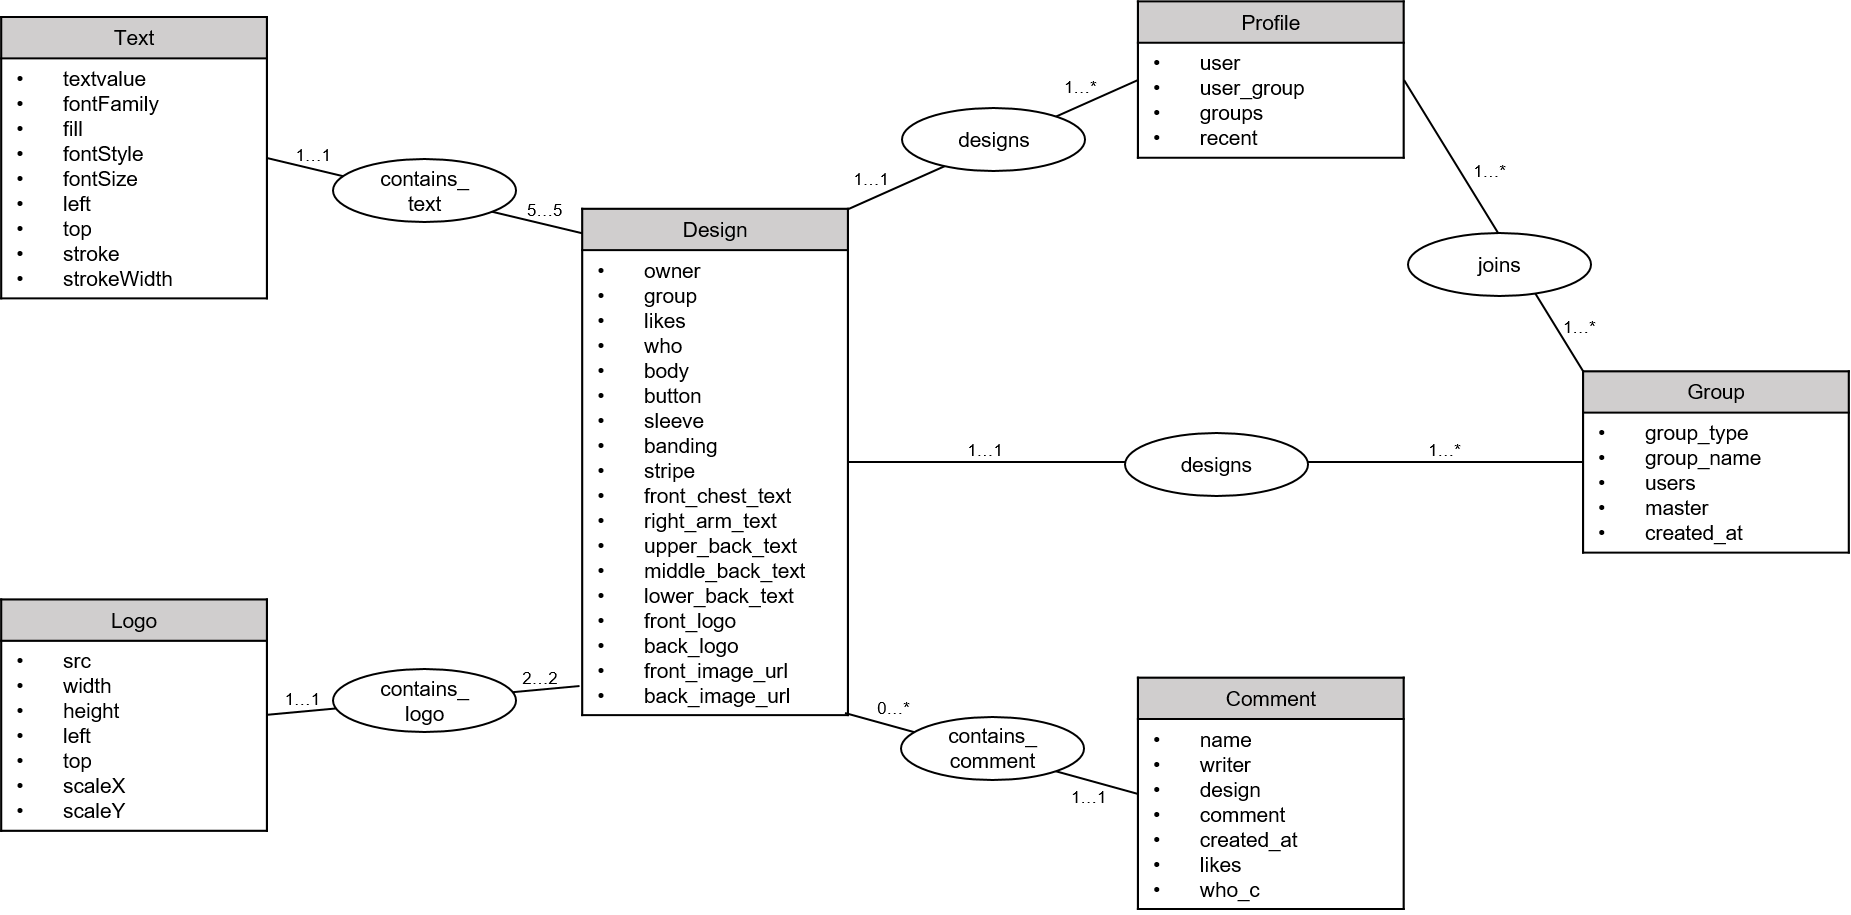 Text
• textvalue
• fontFamily
• fill
• fontStyle
• fontSize
• left
• top
• stroke
• strokeWidth
1...1
contains_
text
5...5
Design
• owner
• group
• likes
• who
• body
• button
• sleeve
• banding
• stripe
• front_chest_text
• right_arm_text
• upper_back_text
• middle_back_text
• lower_back_text
• front_logo
• back_logo
• front_image_url
• back_image_url
Logo
• src
• width
• height
• left
• top
• scaleX
• scaleY
1...1
contains_
logo
2...2
Profile
• user
• user_group
• groups
• recent
1...*
designs
1...1
1...*
joins
1...*
Group
• group_type
• group_name
• users
• master
• created_at
1...1
designs
1...*
0...*
contains_
comment
1...1
Comment
• name
• writer
• design
• comment
• created_at
• likes
• who_c